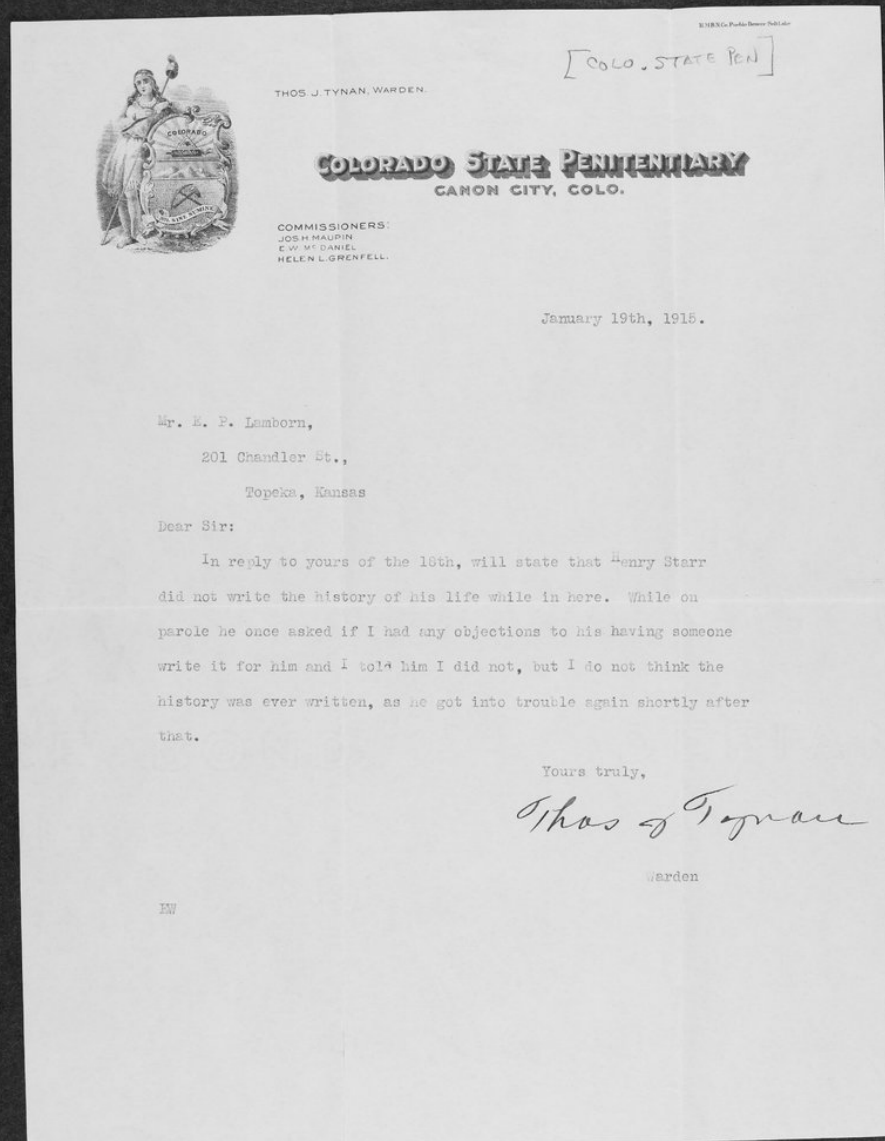 [COLO. STATE PEN]
THOS. J. TYNAN, WARDEN.
COLORADO
NIL SINE NUMINE
COLORADO STATE PENITENTIARY
CANON CITY, COLO.
COMMISSIONERS:
JOS. H. MAUPIN
E. W. McDANIEL
HELEN L. GRENFELL.
January 19th, 1915.
Mr. E. P. Lamborn,
201 Chandler St.,
Topeka, Kansas
Dear Sir:
In reply to yours of the 18th, will state that Henry Starr
did not write the history of his life while in here. While on
parole he once asked if I had any objections to his having someone
write it for him and I told him I did not, but I do not think the
history was ever written, as he got into trouble again shortly after
that.
Yours truly,
Thos J Tynan
Warden
EW